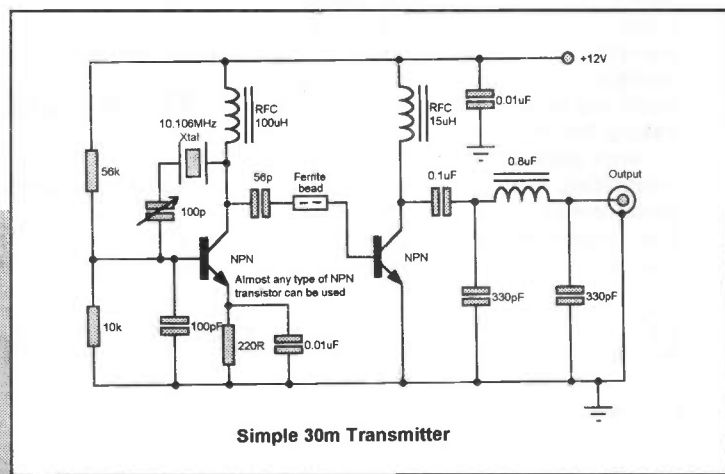 +12V
RFC
100uH
RFC
15uH
0.01uF
10.106MHz
Xtal
56k
100p
56p
Ferrite
bead
0.1uF
0.8uF
Output
NPN
Almost any type of NPN
transistor can be used
NPN
10k
100pF
220R
0.01uF
330pF
330pF
Simple 30m Transmitter